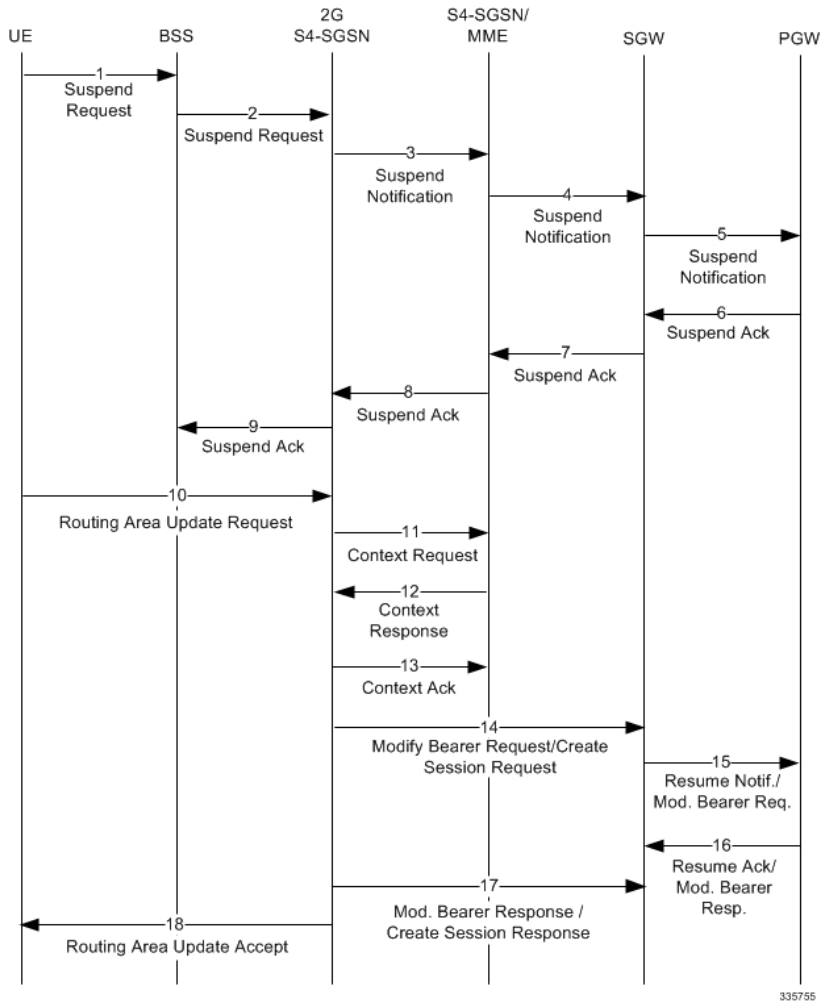 2G
S4-SGSN/
UE
BSS
S4-SGSN
MME
SGW
PGW
1
Suspend
Request
2
Suspend Request
3
Suspend
Notification
4
Suspend
Notification
5
Suspend
Notification
6
Suspend Ack
7
Suspend Ack
8
Suspend Ack
9
Suspend Ack
10
Routing Area Update Request
11
Context Request
12
Context
Response
13
Context Ack
14
Modify Bearer Request/Create
Session Request
15
Resume Notif./
Mod. Bearer Req.
16
Resume Ack/
Mod. Bearer
Resp.
17
Mod. Bearer Response /
Create Session Response
18
Routing Area Update Accept
335755